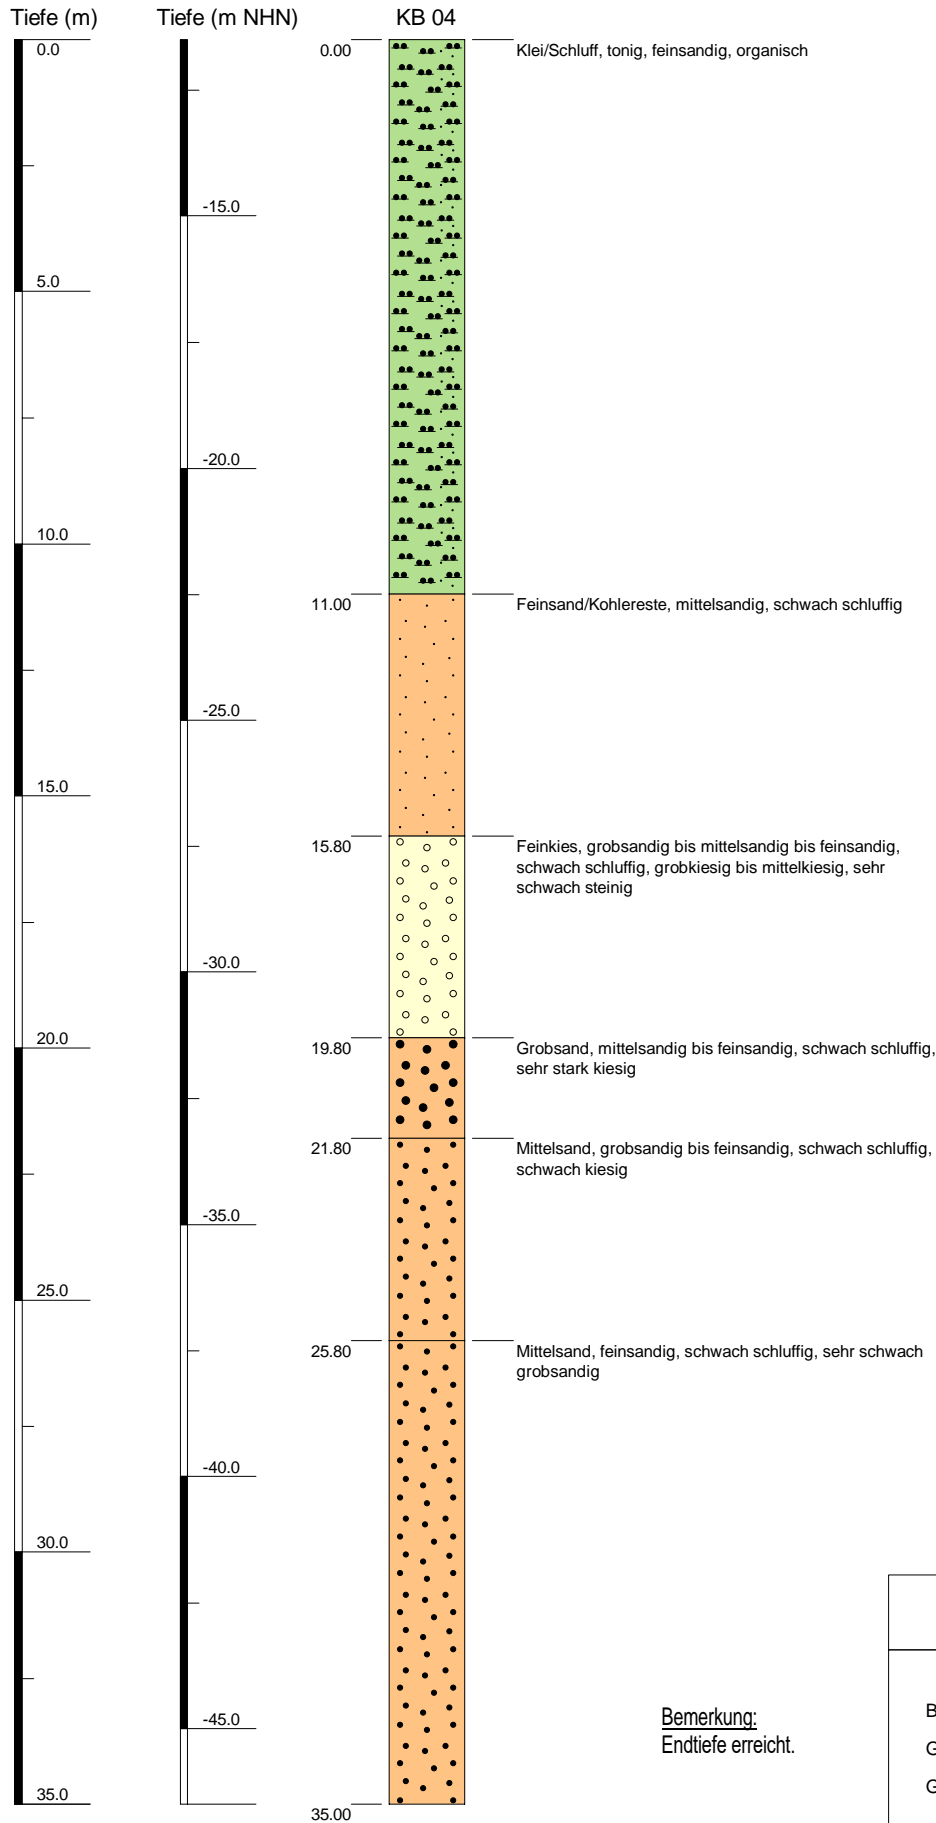 Tiefe (m)
Tiefe (m NHN)
KB 04
0.0
0.00
Klei/Schluff, tonig, feinsandig, organisch
-15.0
5.0
-20.0
10.0
11.00
Feinsand/Kohlereste, mittelsandig, schwach schluffig
-25.0
15.0
15.80
Feinkies, grobsandig bis mittelsandig bis feinsandig,
schwach schluffig, grobkiesig bis mittelkiesig, sehr
schwach steinig
-30.0
20.0
19.80
Grobsand, mittelsandig bis feinsandig, schwach schluffig,
sehr stark kiesig
21.80
Mittelsand, grobsandig bis feinsandig, schwach schluffig,
schwach kiesig
-35.0
25.0
25.80
Mittelsand, feinsandig, schwach schluffig, sehr schwach
grobsandig
-40.0
30.0
-45.0
Bemerkung:
Endtiefe erreicht.
B
G
G
35.0
35.00